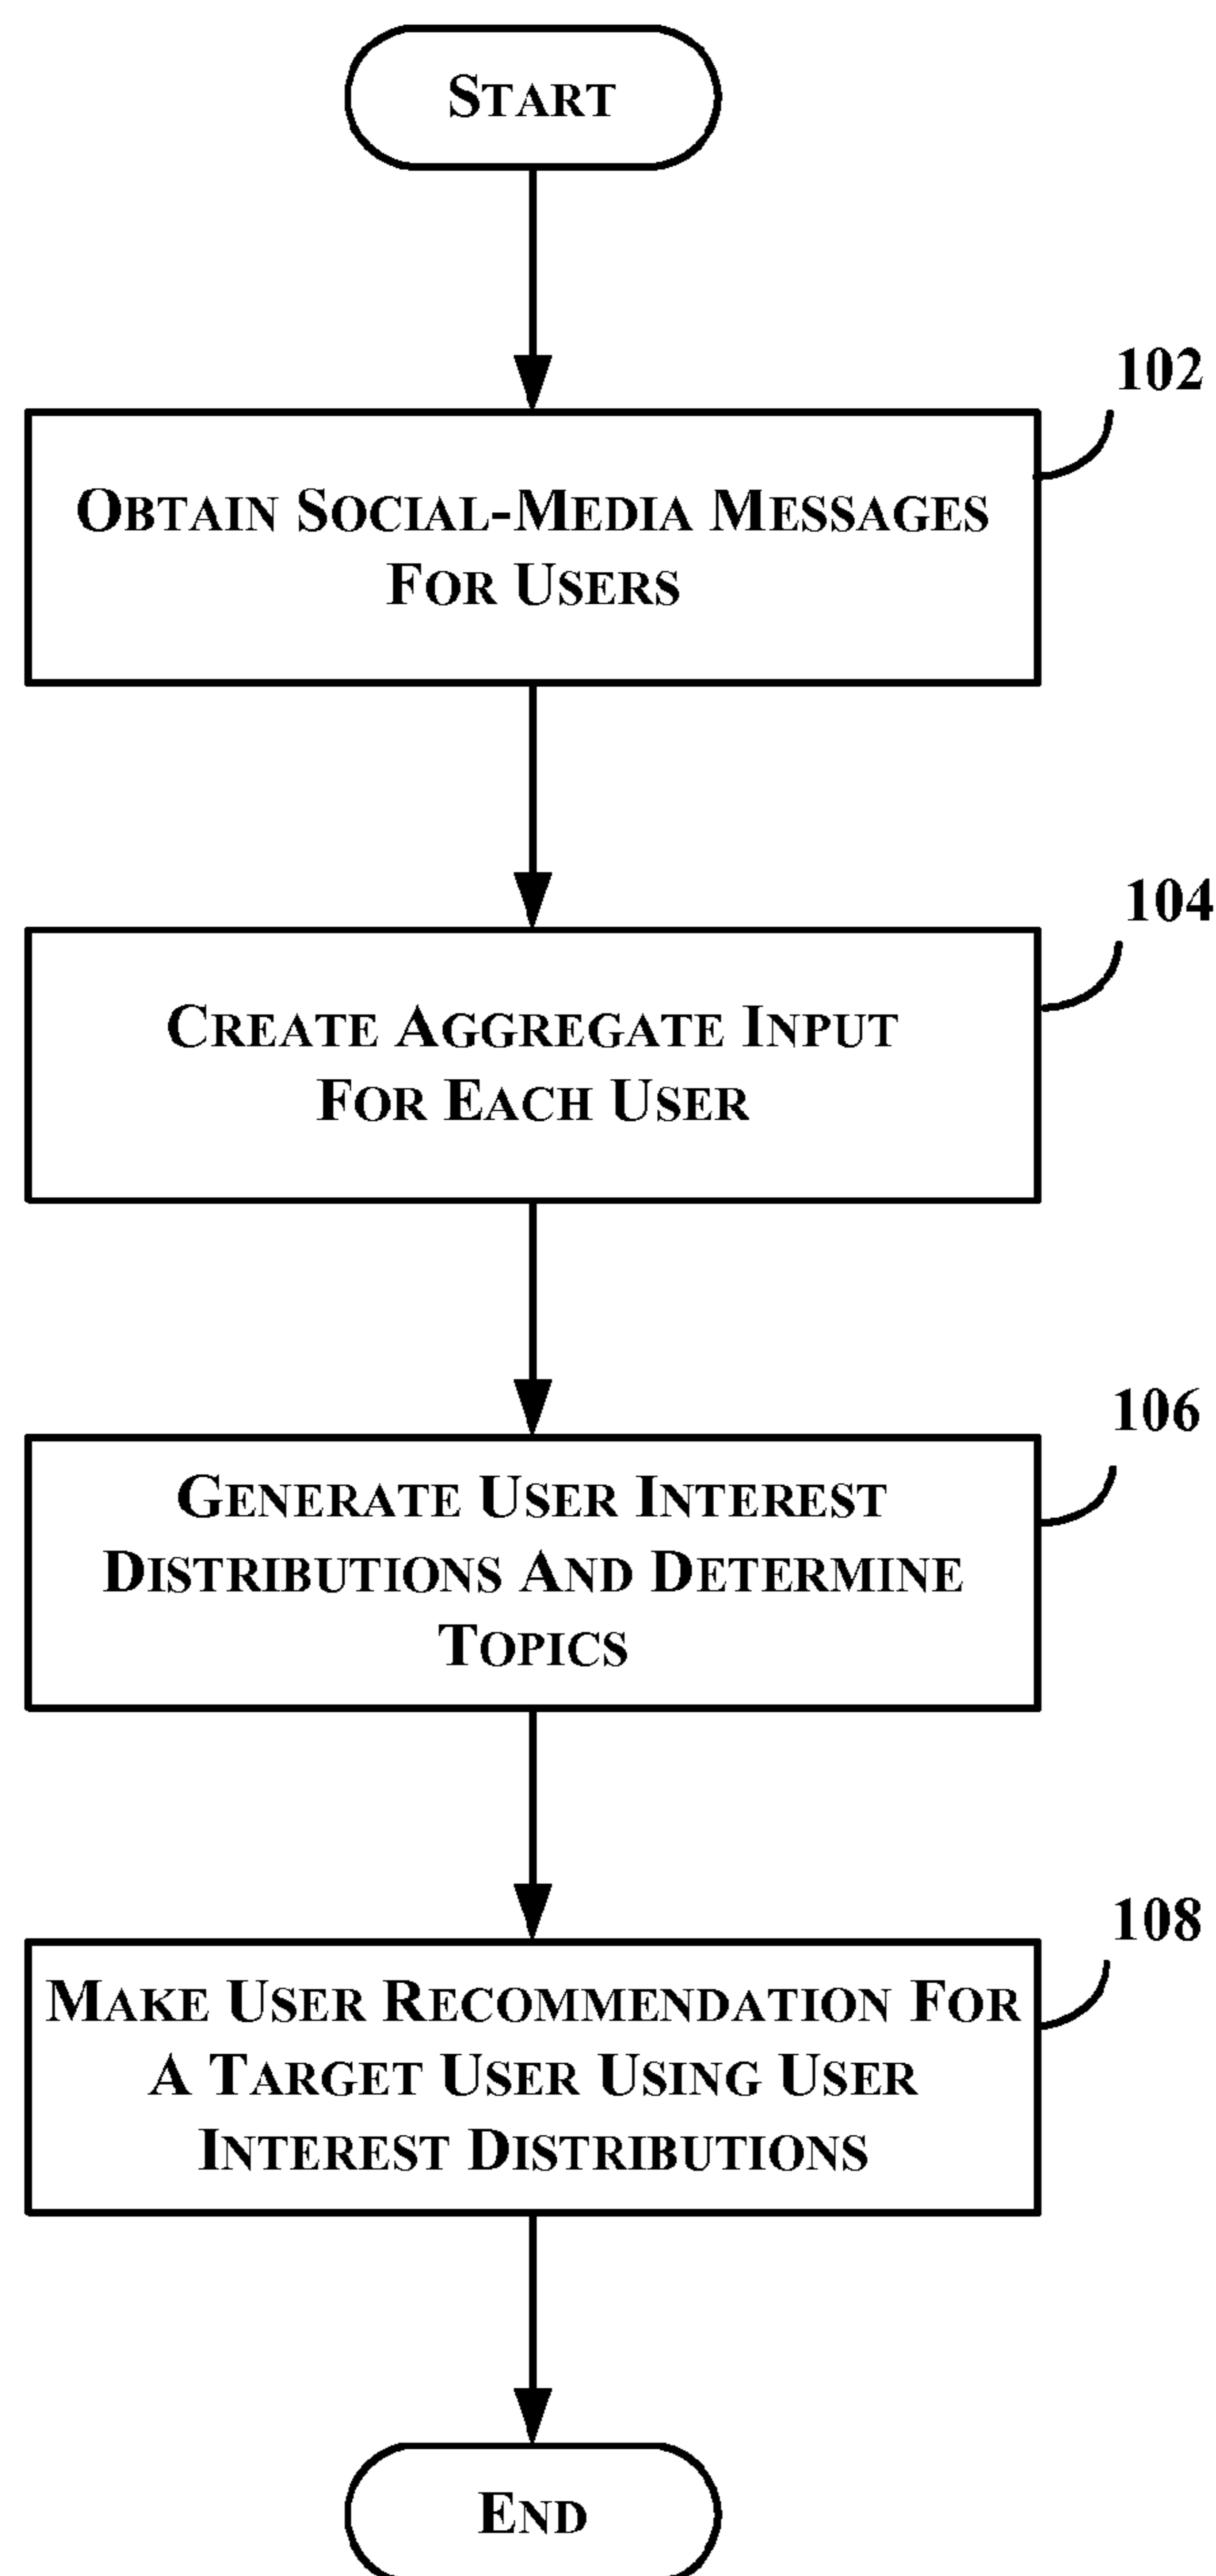 START
102
OBTAIN SOCIAL-MEDIA MESSAGES
FOR USERS
104
CREATE AGGREGATE INPUT
FOR EACH USER
106
GENERATE USER INTEREST
DISTRIBUTIONS AND DETERMINE
TOPICS
108
MAKE USER RECOMMENDATION FOR
A TARGET USER USING USER
INTEREST DISTRIBUTIONS
END